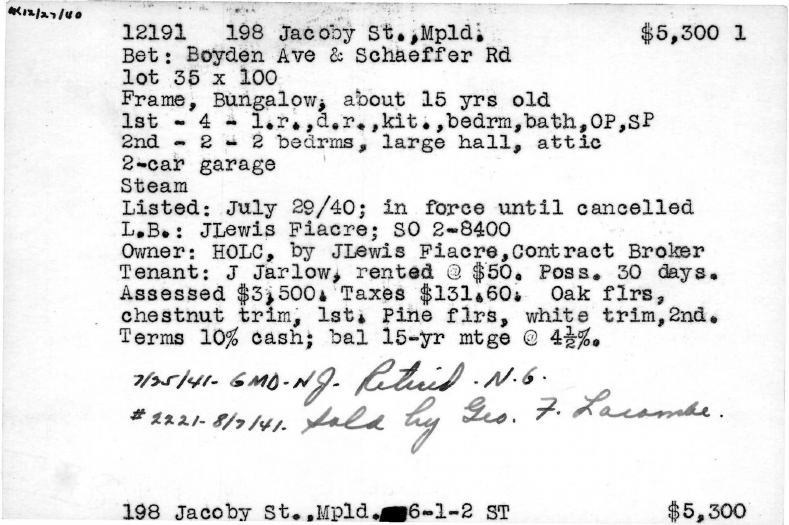 12/27/40
12191 198 Jacoby St.,Mpld. $5,300 1
Bet: Boyden Ave & Schaeffer Rd
lot 35 x 100
Frame, Bungalow, about 15 yrs old
1st - 4 - l.r.,d.r.,kit.,bedrm,bath,OP,SP
2nd - 2 - 2 bedrms, large hall, attic
2-car garage
Steam
Listed: July 29/40; in force until cancelled
L.B.: JLewis Fiacre; SO 2-8400
Owner: HOLC, by JLewis Fiacre,Contract Broker
Tenant: J Jarlow, rented @ $50. Poss. 30 days.
Assessed $3,500. Taxes $131.60. Oak flrs,
chestnut trim, 1st. Pine flrs, white trim,2nd.
Terms 10% cash; bal 15-yr mtge @ 4½%.
7/25/41- GMO-NJ- Retired. N.G.
#2221-8/7/41. Sold by Geo. F. Lacombe.
198 Jacoby St.,Mpld. 6-1-2 ST $5,300